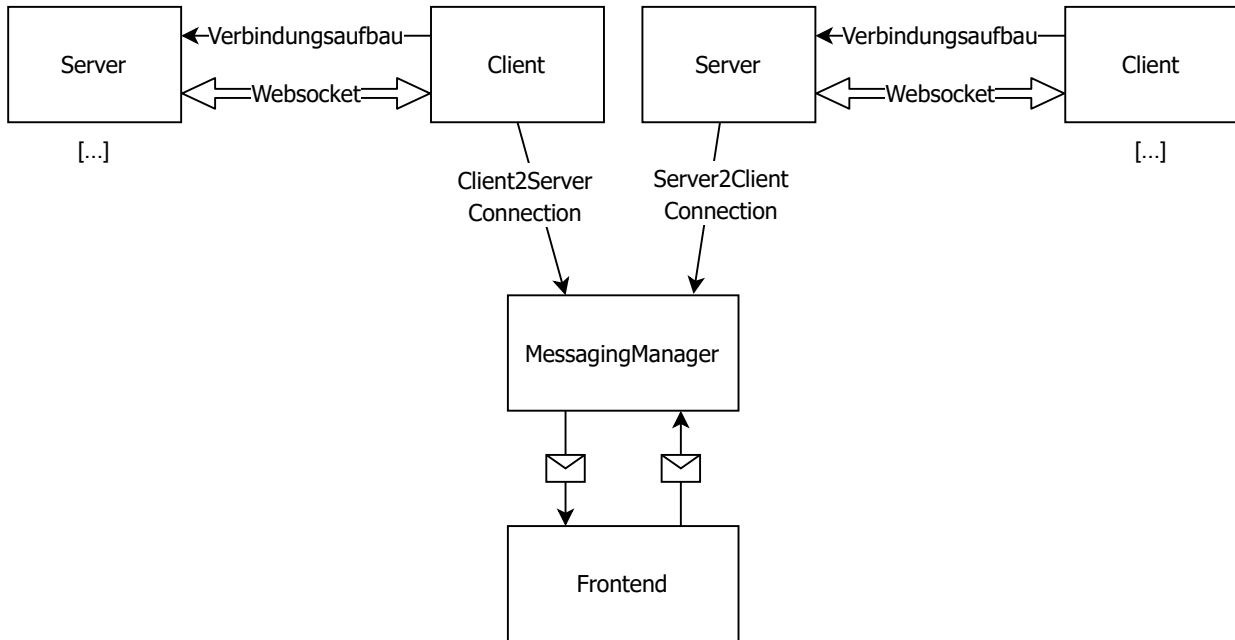 Verbindungsaufbau
Verbindungsaufbau
Server
Client
Server
Client
Websocket
Websocket
[...]
[...]
Client2Server
Connection
Server2Client
Connection
MessagingManager
Frontend